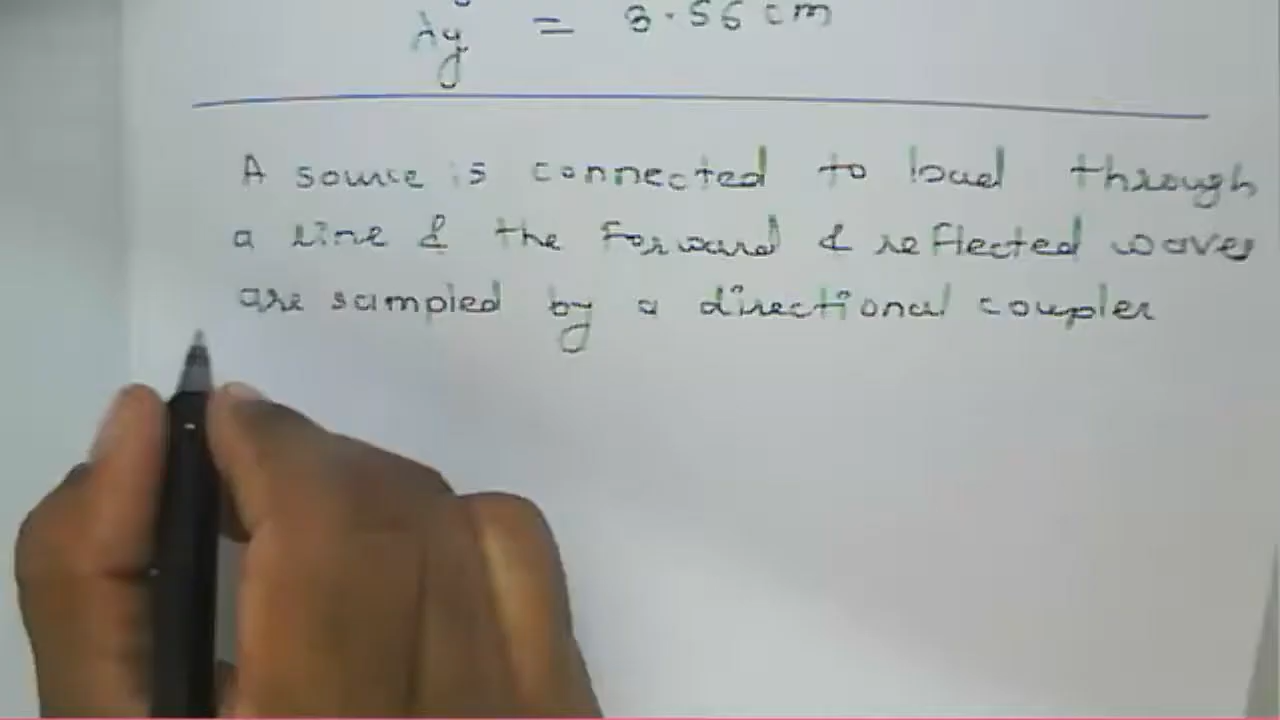 λg = 3.56 cm
A source is connected to load through
a line & the forward & reflected waves
are sampled by a directional coupler